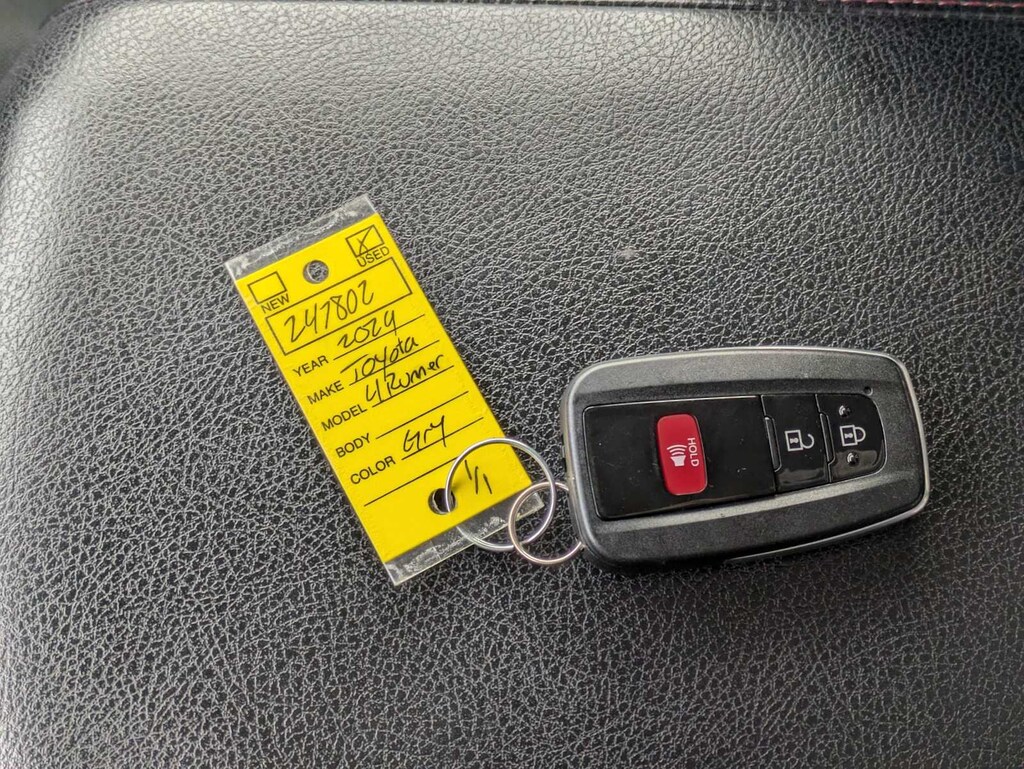 NEW
USED
247802
YEAR 2024
MAKE Toyota
MODEL 4Runner
BODY
COLOR Gry
1/1
HOLD